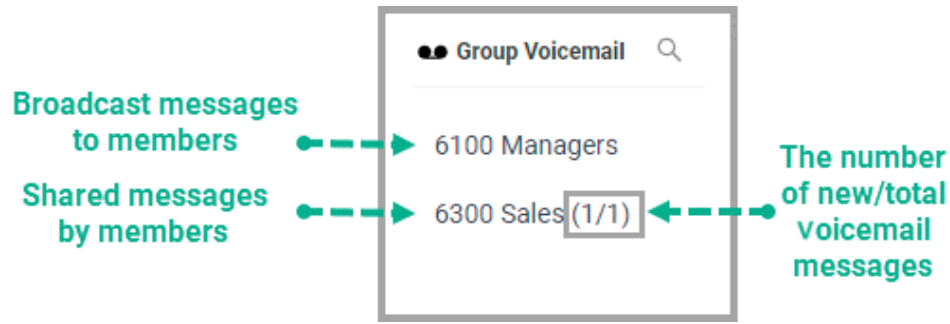 Group Voicemail
Broadcast messages
to members
6100 Managers
Shared messages
by members
6300 Sales (1/1)
The number
of new/total
voicemail
messages